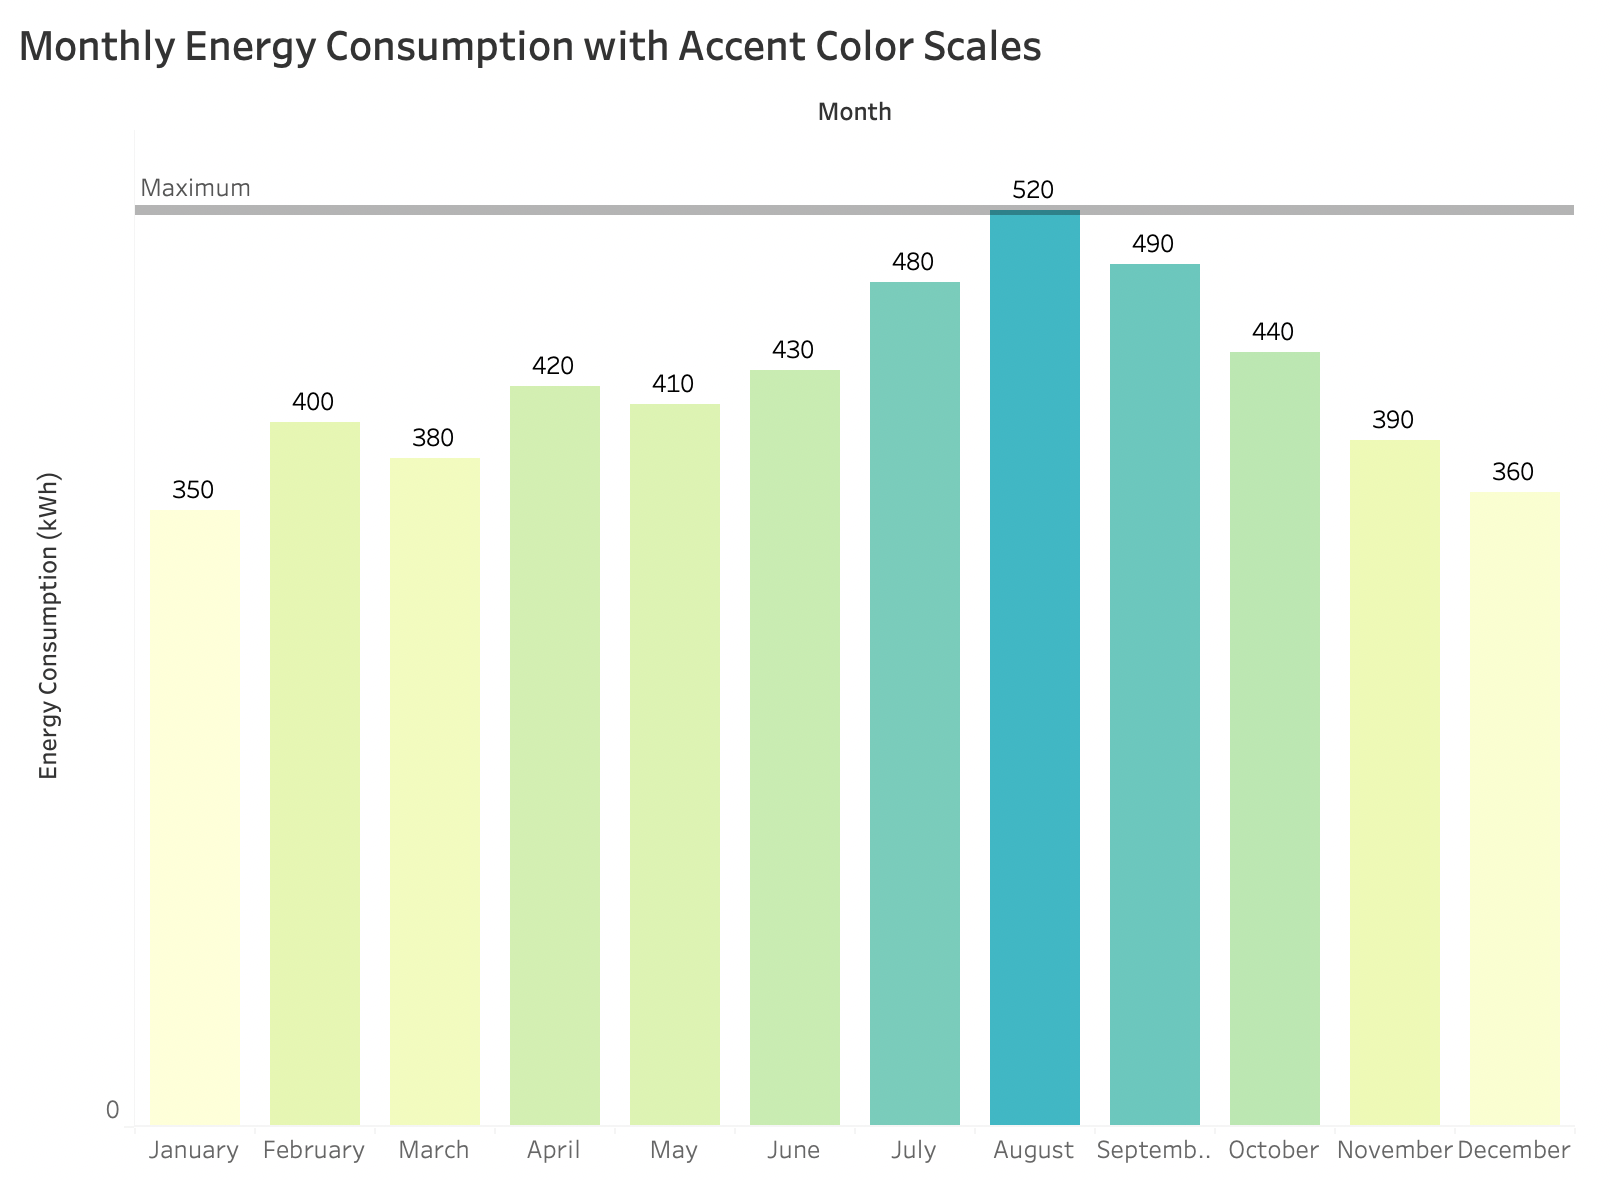 Monthly Energy Consumption with Accent Color Scales
Month
Maximum
520
490
480
440
430
420
410
400
390
380
360
350
Energy Consumption (kWh)
0
January February March April May June July August Septemb.. October November December